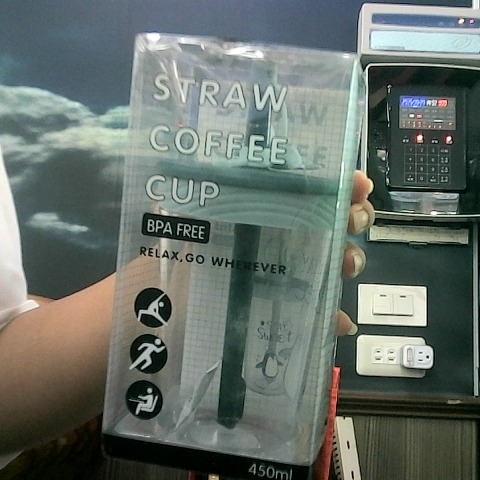 STRAW
COFFEE
CUP
BPA FREE
RELAX,GO WHEREVER
450ml